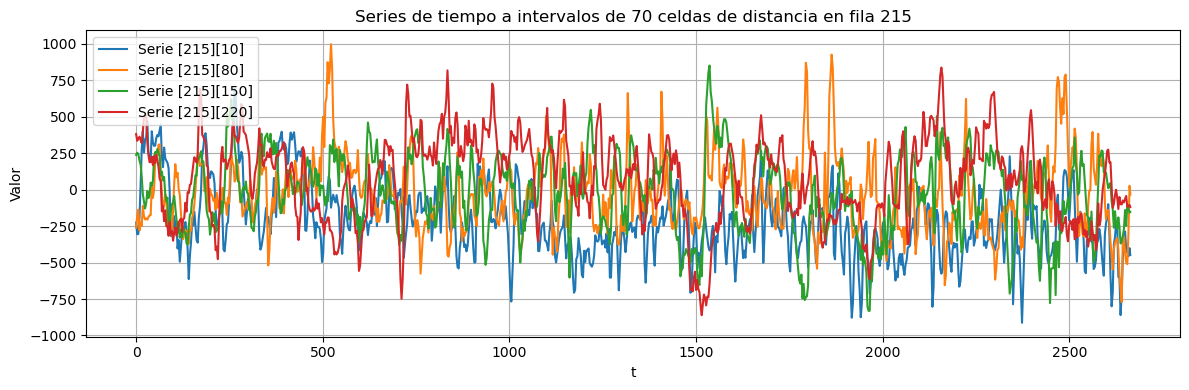 Series de tiempo a intervalos de 70 celdas de distancia en fila 215
Serie [215][10]
Serie [215][80]
Serie [215][150]
Serie [215][220]
Valor
1000
750
500
250
0
−250
−500
−750
−1000
0
500
1000
1500
2000
2500
t